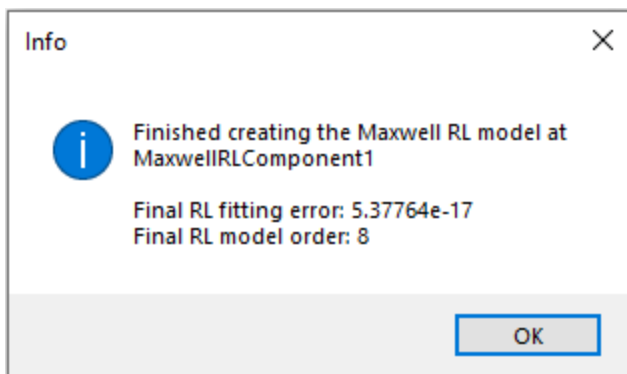 Info
Finished creating the Maxwell RL model at
MaxwellRLComponent1
Final RL fitting error: 5.37764e-17
Final RL model order: 8
OK